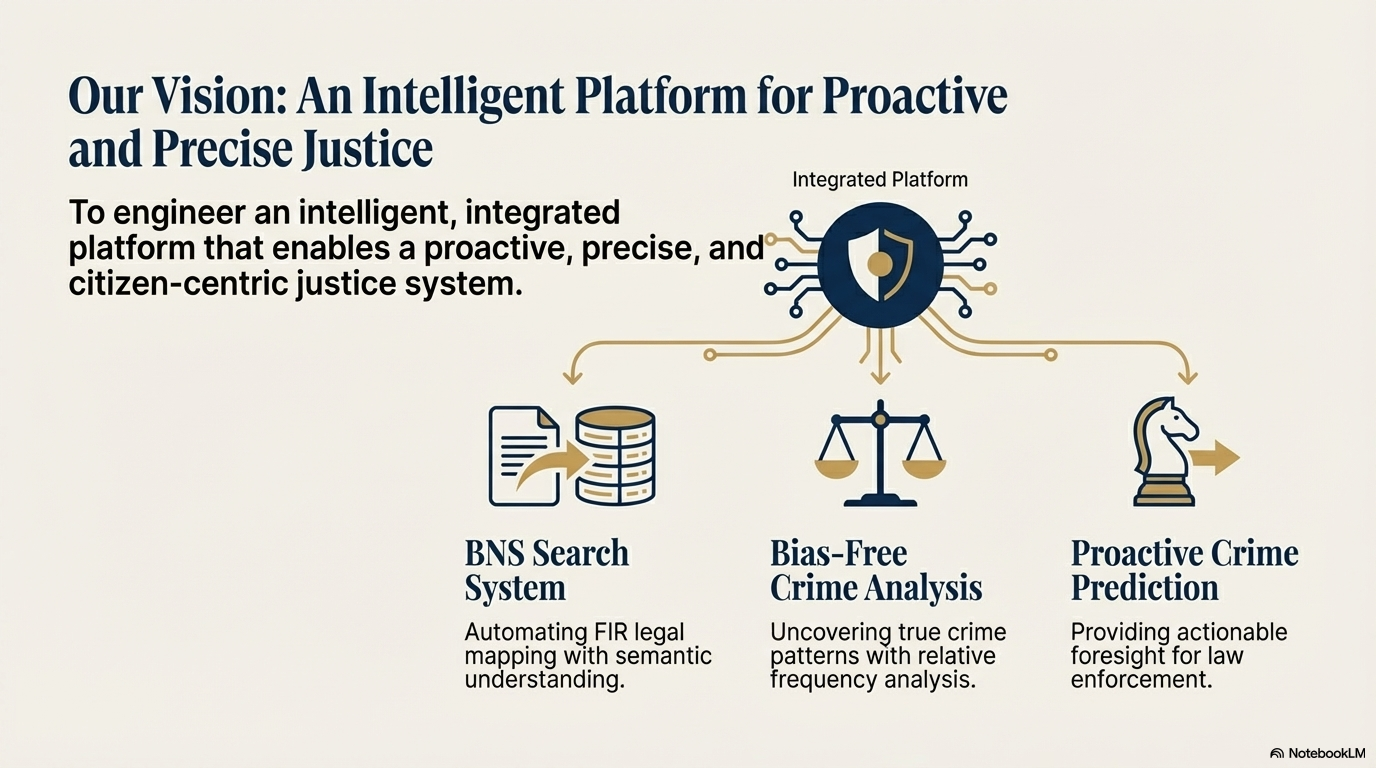 Our Vision: An Intelligent Platform for Proactive
and Precise Justice
To engineer an intelligent, integrated
platform that enables a proactive, precise, and
citizen-centric justice system.
Integrated Platform
BNS Search
System
Automating FIR legal
mapping with semantic
understanding.
Bias-Free
Crime Analysis
Uncovering true crime
patterns with relative
frequency analysis.
Proactive Crime
Prediction
Providing actionable
foresight for law
enforcement.
NotebookLM